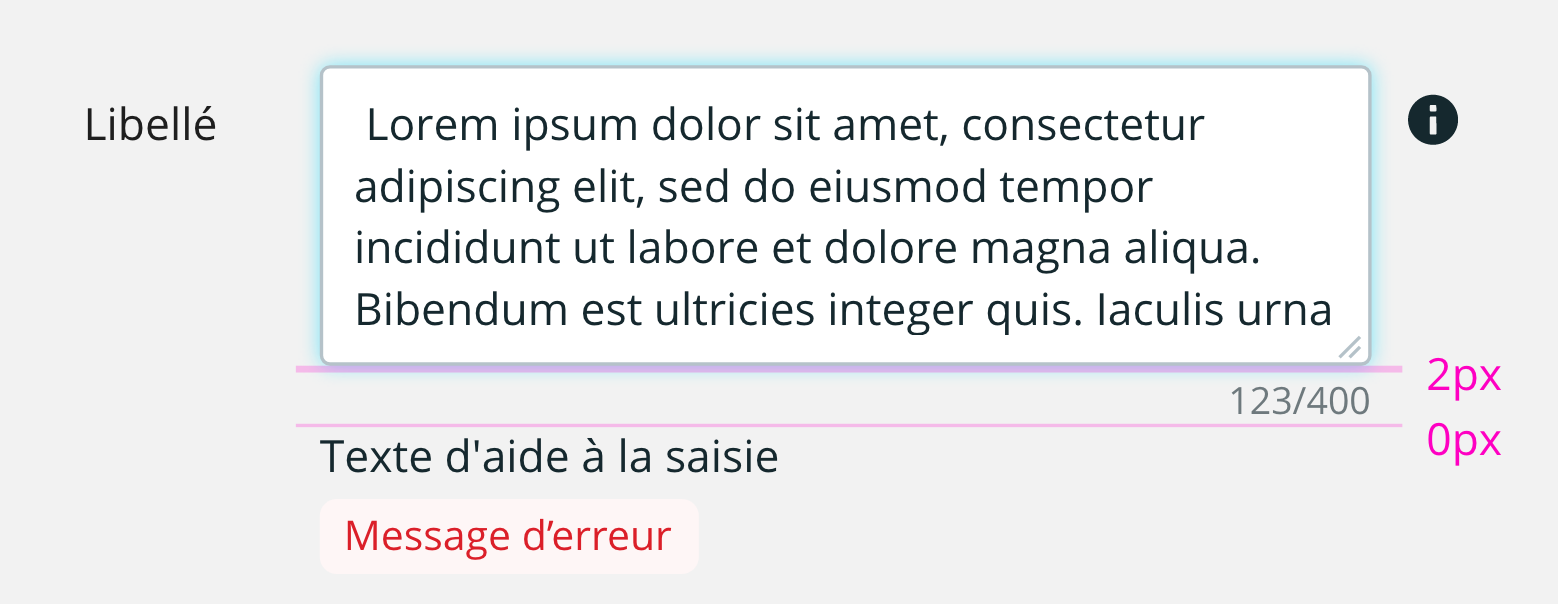 Libellé
Lorem ipsum dolor sit amet, consectetur
adipiscing elit, sed do eiusmod tempor
incididunt ut labore et dolore magna aliqua.
Bibendum est ultricies integer quis. Iaculis urna
2px
123/400
0px
Texte d'aide à la saisie
Message d’erreur